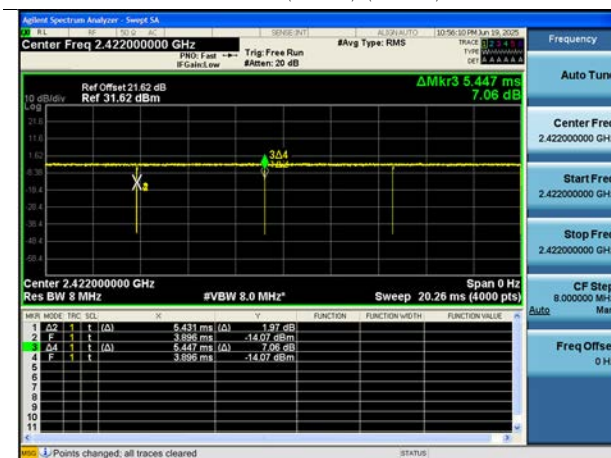 Agilent Spectrum Analyzer - Swept SA
RL RF 50 Ω AC SENSE:INT ALIGN AUTO 10:56:10 PM Jun 19, 2025
Center Freq 2.422000000 GHz
PNO: Fast
IFGain:Low
Trig: Free Run
#Atten: 20 dB
#Avg Type: RMS
TRACE 1 2 3 4 5 6
TYPE
DET A A A A A A
Frequency
Auto Tune
ΔMkr3 5.447 ms
7.06 dB
Ref Offset 21.62 dB
Ref 31.62 dBm
10 dB/div
Log
21.6
11.6
1.62
-8.38
-18.4
-28.4
-38.4
-48.4
-58.4
3Δ4
Center Freq
2.422000000 GHz
Start Freq
2.422000000 GHz
Stop Freq
2.422000000 GHz
CF Step
8.000000 MHz
Auto Man
Freq Offset
0 Hz
Center 2.422000000 GHz Span 0 Hz
Res BW 8 MHz #VBW 8.0 MHz* Sweep 20.26 ms (4000 pts)
MKR MODE TRC SCL X Y FUNCTION FUNCTION WIDTH FUNCTION VALUE
1 Δ2 1 t (Δ) 5.431 ms (Δ) 1.97 dB
2 F 1 t 3.896 ms -14.07 dBm
3 Δ4 1 t (Δ) 5.447 ms (Δ) 7.06 dB
4 F 1 t 3.896 ms -14.07 dBm
5
6
7
8
9
10
11
MSG Points changed; all traces cleared STATUS